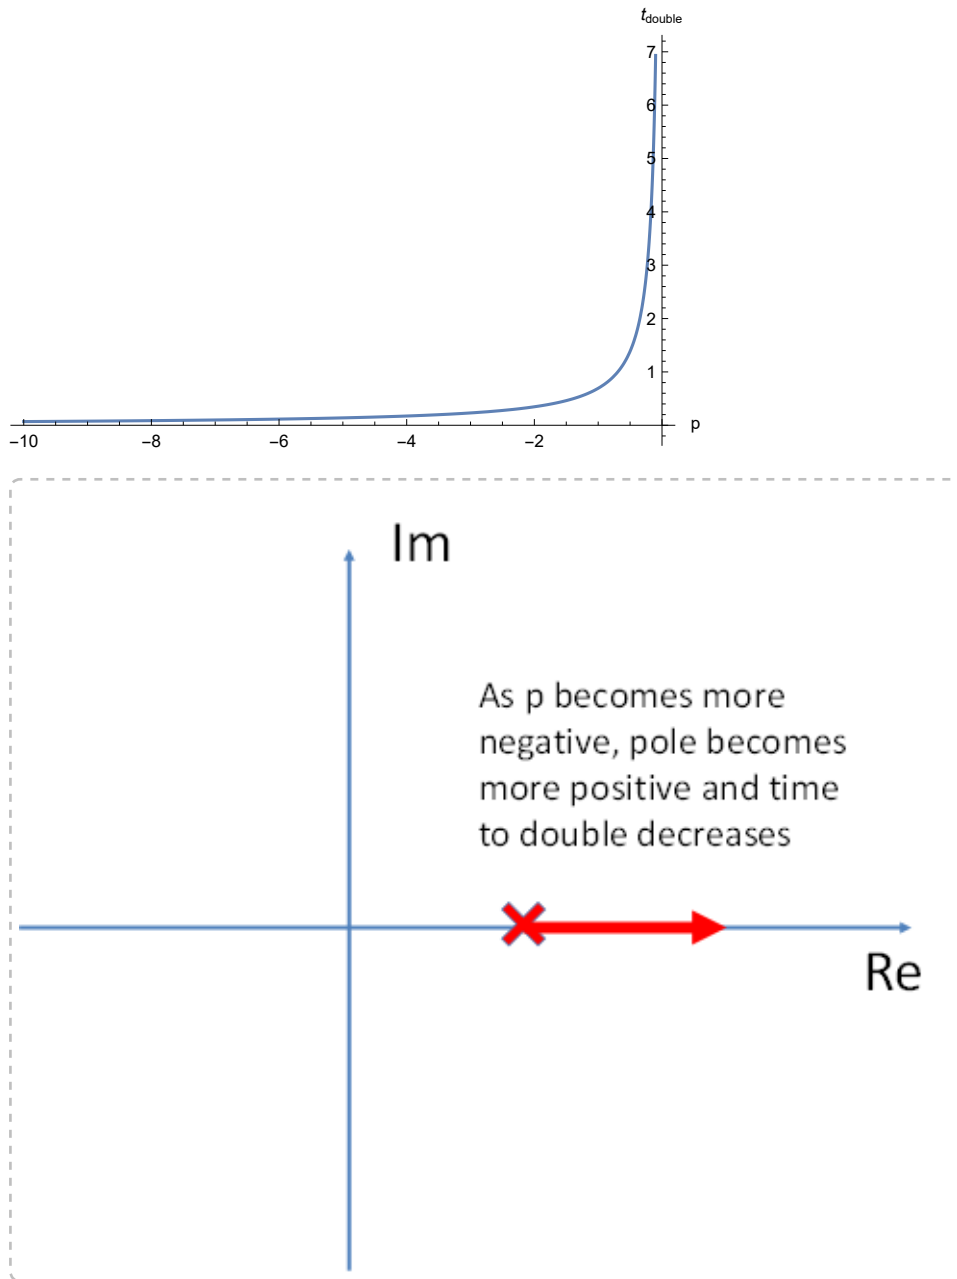 t_double
7
6
5
4
3
2
1
p
−10 −8 −6 −4 −2
Im
As p becomes more
negative, pole becomes
more positive and time
to double decreases
Re